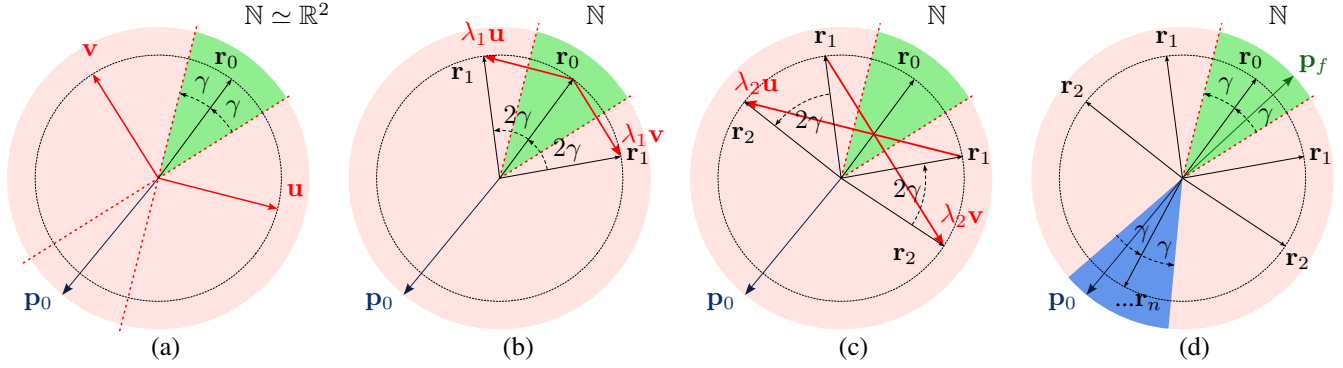 ℕ ≃ ℝ²
v
r₀
γ
γ
u
p₀
(a)
ℕ
λ₁u
r₀
r₁
2γ
2γ
λ₁v
r₁
p₀
(b)
ℕ
r₁
r₀
λ₂u
2γ
r₂
r₁
2γ
λ₂v
r₂
p₀
(c)
ℕ
r₁
r₀
p_f
γ
γ
r₂
r₁
γ
γ
r₂
p₀
...rₙ
(d)